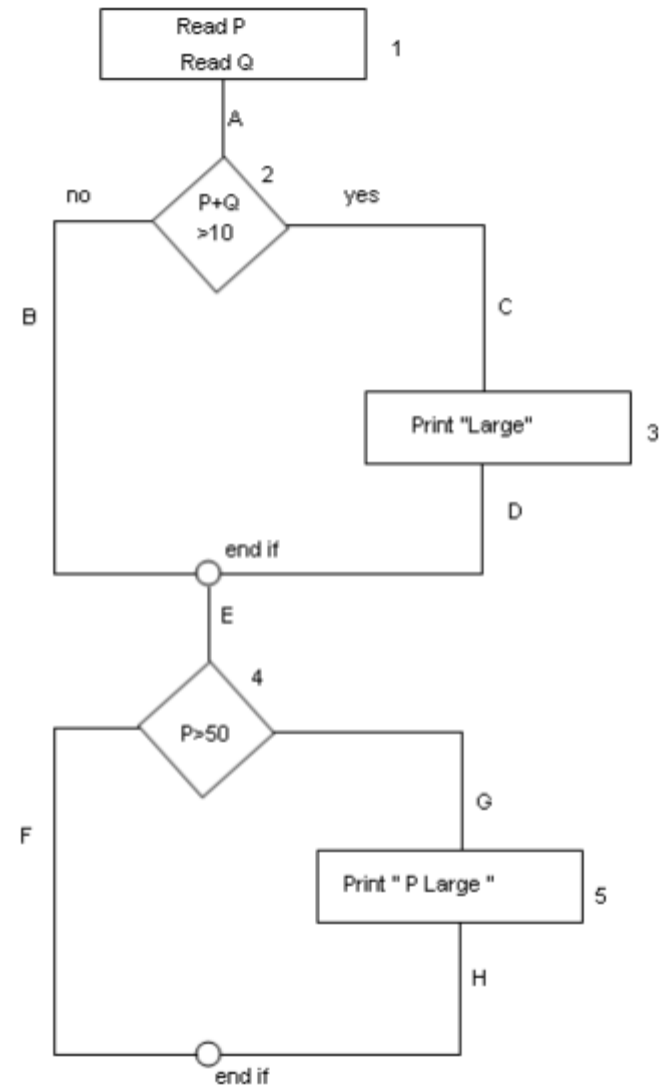 Read P
Read Q
1
A
2
no
P+Q
>10
yes
B
C
Print "Large"
3
D
end if
E
4
P>50
F
G
Print " P Large "
5
H
end if